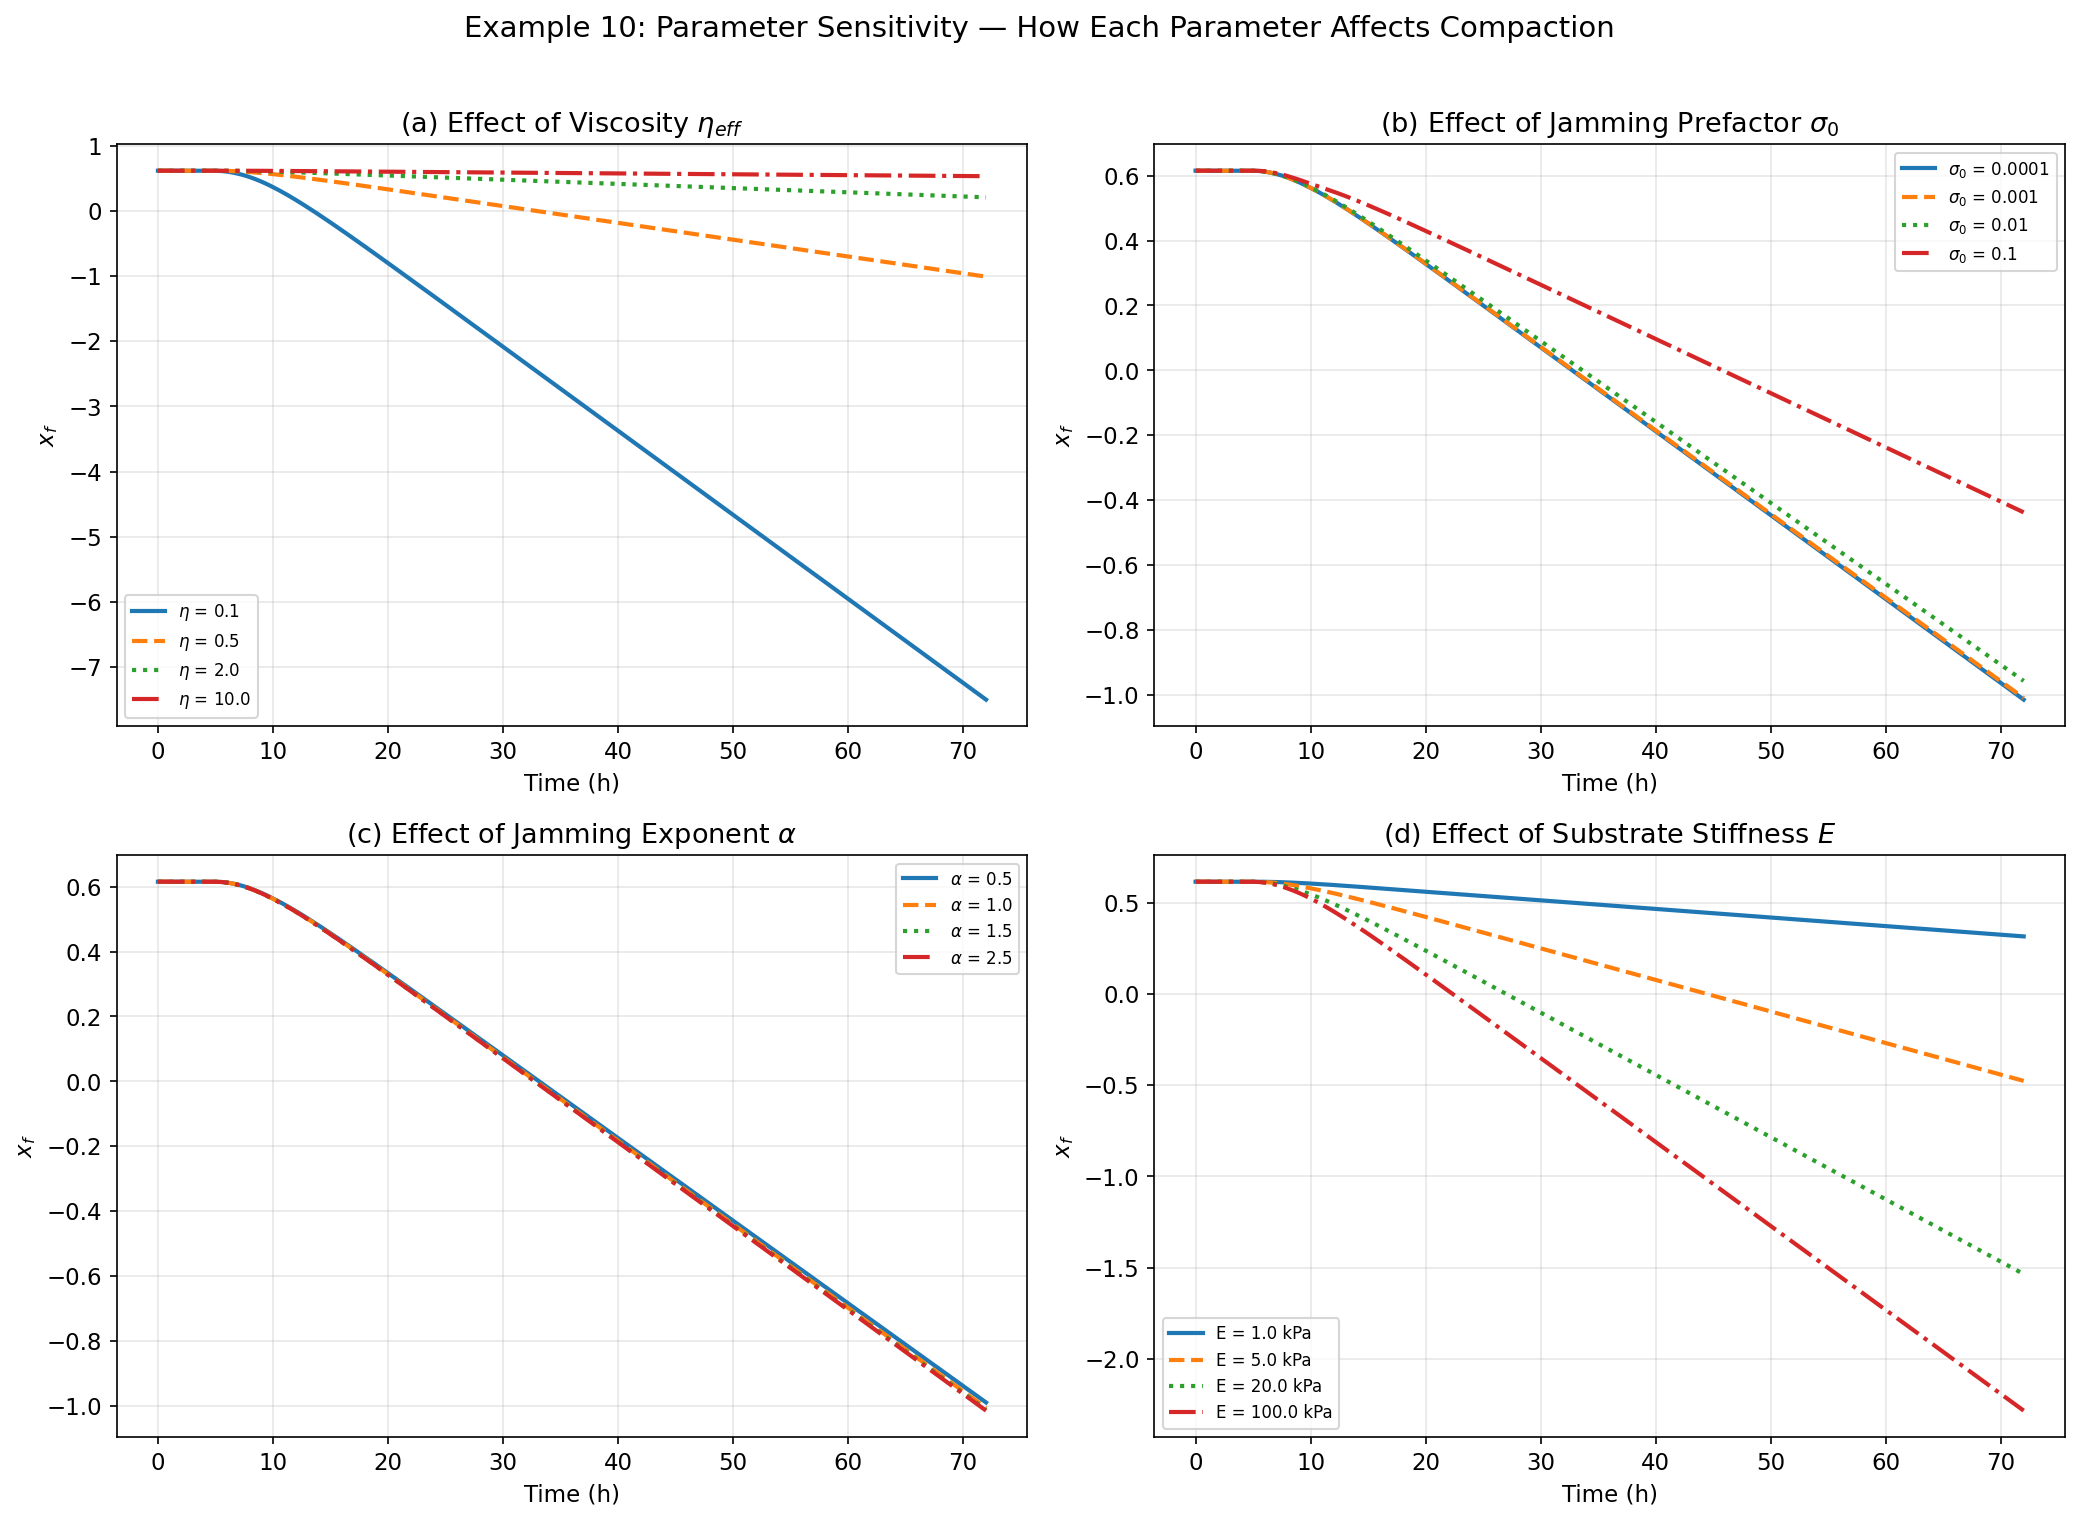 Example 10: Parameter Sensitivity — How Each Parameter Affects Compaction
(a) Effect of Viscosity η_eff
1
0
−1
−2
−3
−4
−5
−6
−7
x_f
η = 0.1
η = 0.5
η = 2.0
η = 10.0
0 10 20 30 40 50 60 70
Time (h)
(b) Effect of Jamming Prefactor σ₀
0.6
0.4
0.2
0.0
−0.2
−0.4
−0.6
−0.8
−1.0
x_f
σ₀ = 0.0001
σ₀ = 0.001
σ₀ = 0.01
σ₀ = 0.1
0 10 20 30 40 50 60 70
Time (h)
(c) Effect of Jamming Exponent α
0.6
0.4
0.2
0.0
−0.2
−0.4
−0.6
−0.8
−1.0
x_f
α = 0.5
α = 1.0
α = 1.5
α = 2.5
0 10 20 30 40 50 60 70
Time (h)
(d) Effect of Substrate Stiffness E
0.5
0.0
−0.5
−1.0
−1.5
−2.0
x_f
E = 1.0 kPa
E = 5.0 kPa
E = 20.0 kPa
E = 100.0 kPa
0 10 20 30 40 50 60 70
Time (h)